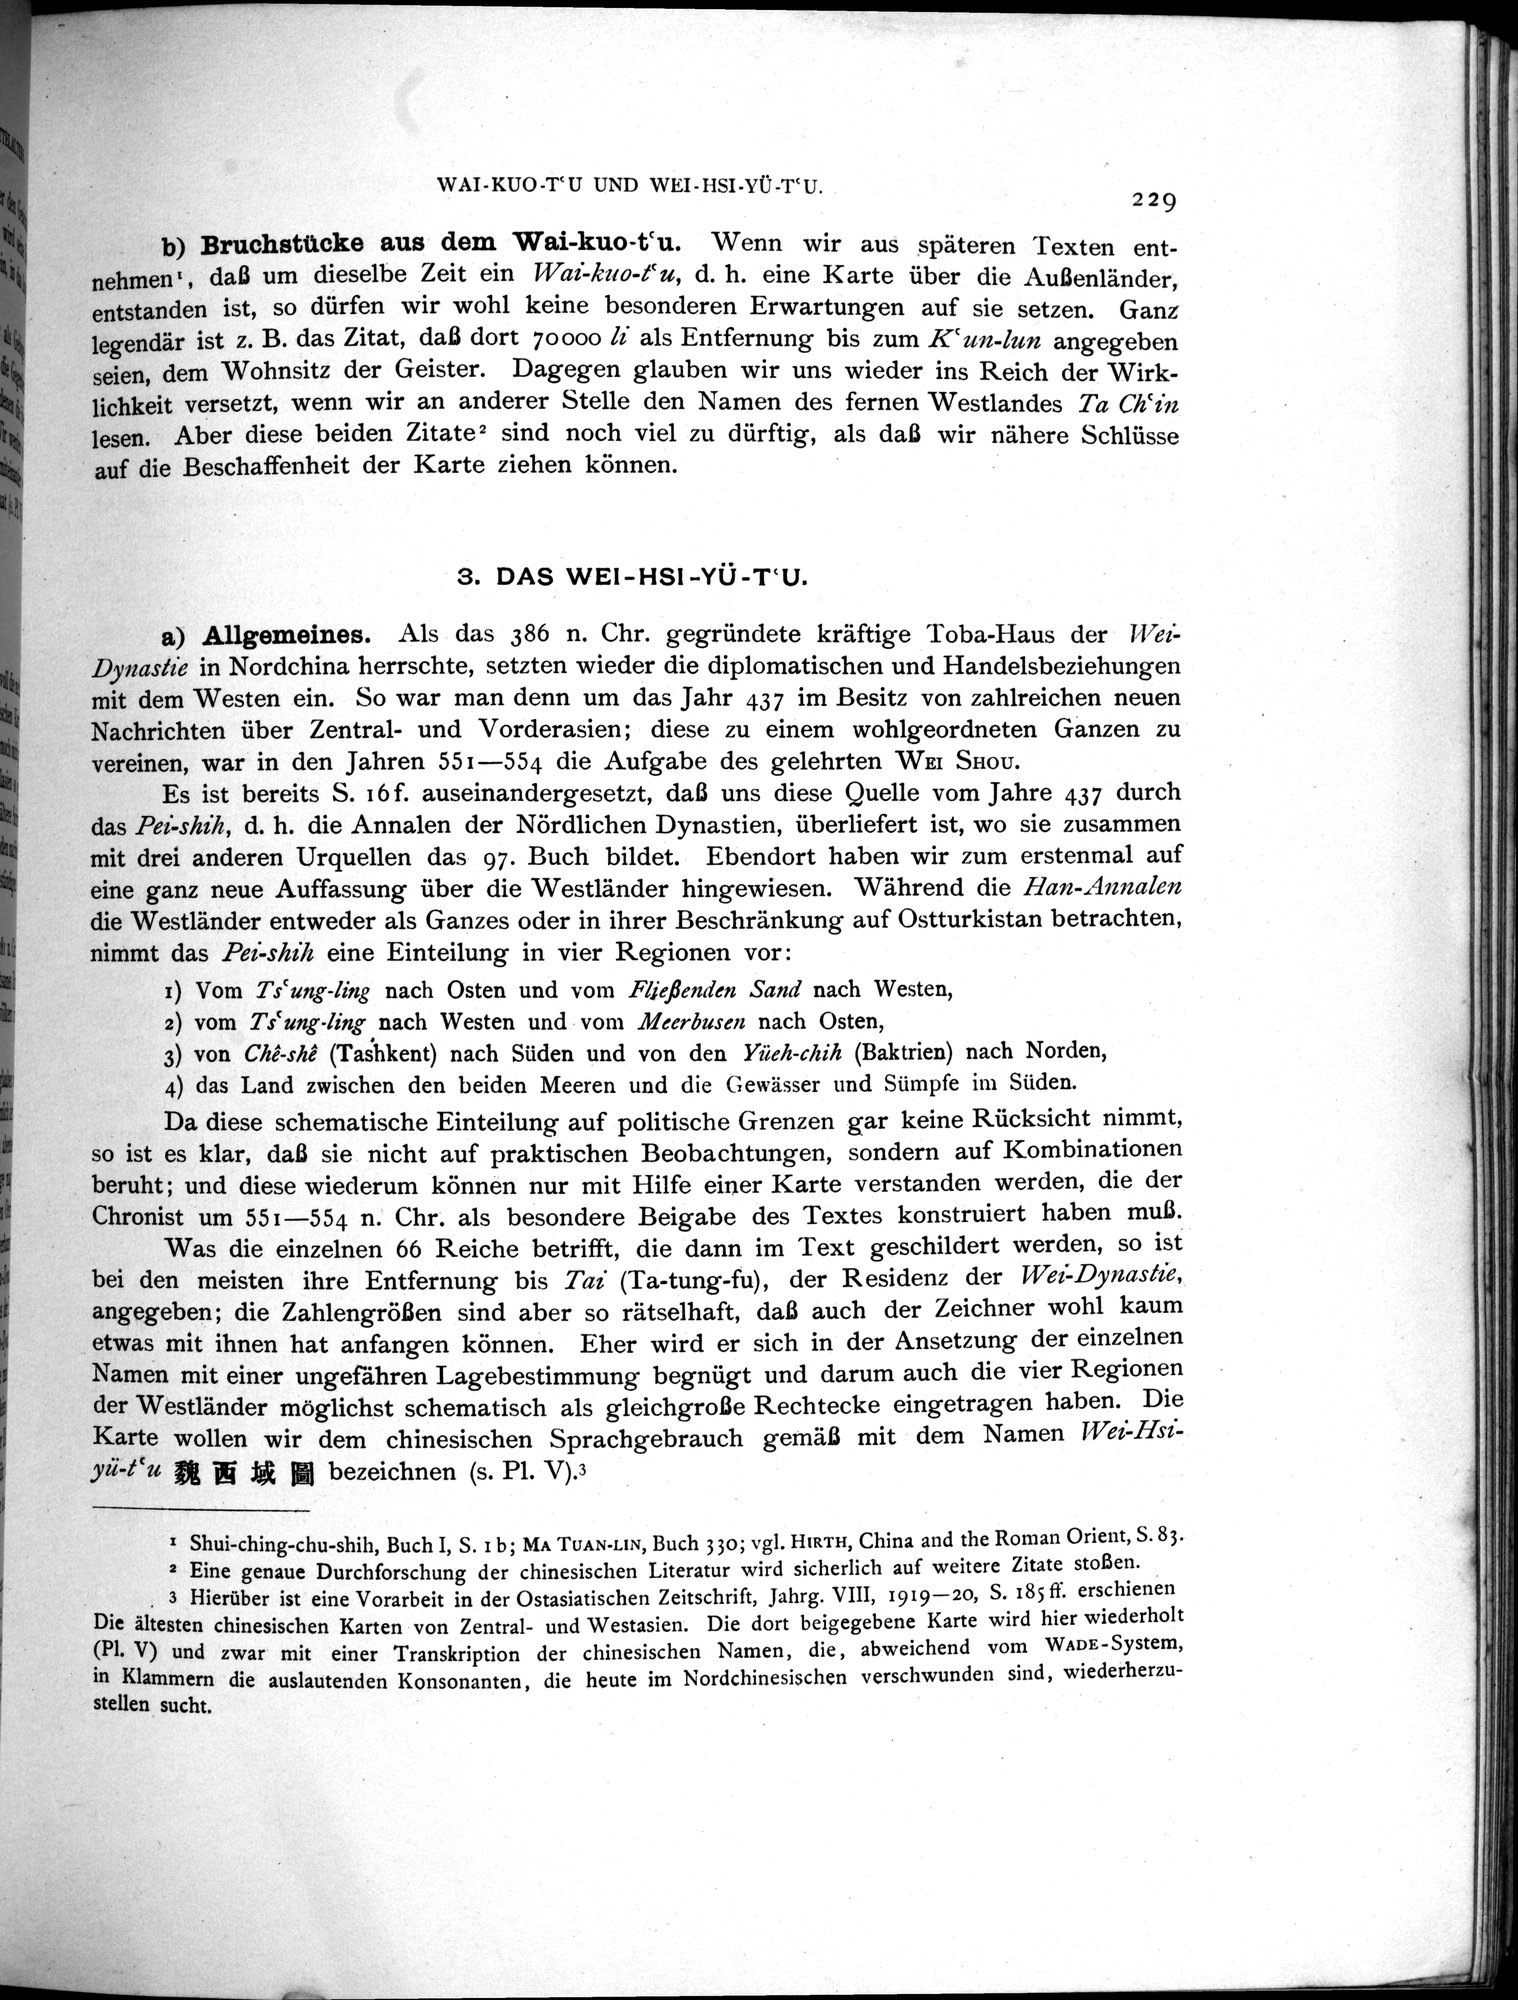 WAI-KUO-TʿU UND WEI-HSI-YÜ-TʿU.
229
b) Bruchstücke aus dem Wai-kuo-tʿu. Wenn wir aus späteren Texten ent-
nehmen¹, daß um dieselbe Zeit ein Wai-kuo-tʿu, d. h. eine Karte über die Außenländer,
entstanden ist, so dürfen wir wohl keine besonderen Erwartungen auf sie setzen. Ganz
legendär ist z. B. das Zitat, daß dort 70000 li als Entfernung bis zum Kʿun-lun angegeben
seien, dem Wohnsitz der Geister. Dagegen glauben wir uns wieder ins Reich der Wirk-
lichkeit versetzt, wenn wir an anderer Stelle den Namen des fernen Westlandes Ta Chʿin
lesen. Aber diese beiden Zitate² sind noch viel zu dürftig, als daß wir nähere Schlüsse
auf die Beschaffenheit der Karte ziehen können.
3. DAS WEI-HSI-YÜ-TʿU.
a) Allgemeines. Als das 386 n. Chr. gegründete kräftige Toba-Haus der Wei-
Dynastie in Nordchina herrschte, setzten wieder die diplomatischen und Handelsbeziehungen
mit dem Westen ein. So war man denn um das Jahr 437 im Besitz von zahlreichen neuen
Nachrichten über Zentral- und Vorderasien; diese zu einem wohlgeordneten Ganzen zu
vereinen, war in den Jahren 551—554 die Aufgabe des gelehrten WEI SHOU.
Es ist bereits S. 16f. auseinandergesetzt, daß uns diese Quelle vom Jahre 437 durch
das Pei-shih, d. h. die Annalen der Nördlichen Dynastien, überliefert ist, wo sie zusammen
mit drei anderen Urquellen das 97. Buch bildet. Ebendort haben wir zum erstenmal auf
eine ganz neue Auffassung über die Westländer hingewiesen. Während die Han-Annalen
die Westländer entweder als Ganzes oder in ihrer Beschränkung auf Ostturkistan betrachten,
nimmt das Pei-shih eine Einteilung in vier Regionen vor:
1) Vom Tsʿung-ling nach Osten und vom Fließenden Sand nach Westen,
2) vom Tsʿung-ling nach Westen und vom Meerbusen nach Osten,
3) von Chê-shê (Tashkent) nach Süden und von den Yüeh-chih (Baktrien) nach Norden,
4) das Land zwischen den beiden Meeren und die Gewässer und Sümpfe im Süden.
Da diese schematische Einteilung auf politische Grenzen gar keine Rücksicht nimmt,
so ist es klar, daß sie nicht auf praktischen Beobachtungen, sondern auf Kombinationen
beruht; und diese wiederum können nur mit Hilfe einer Karte verstanden werden, die der
Chronist um 551—554 n. Chr. als besondere Beigabe des Textes konstruiert haben muß.
Was die einzelnen 66 Reiche betrifft, die dann im Text geschildert werden, so ist
bei den meisten ihre Entfernung bis Tai (Ta-tung-fu), der Residenz der Wei-Dynastie,
angegeben; die Zahlengrößen sind aber so rätselhaft, daß auch der Zeichner wohl kaum
etwas mit ihnen hat anfangen können. Eher wird er sich in der Ansetzung der einzelnen
Namen mit einer ungefähren Lagebestimmung begnügt und darum auch die vier Regionen
der Westländer möglichst schematisch als gleichgroße Rechtecke eingetragen haben. Die
Karte wollen wir dem chinesischen Sprachgebrauch gemäß mit dem Namen Wei-Hsi-
yü-tʿu 魏西域圖 bezeichnen (s. Pl. V).³
¹ Shui-ching-chu-shih, Buch I, S. 1b; MA TUAN-LIN, Buch 330; vgl. HIRTH, China and the Roman Orient, S. 83.
² Eine genaue Durchforschung der chinesischen Literatur wird sicherlich auf weitere Zitate stoßen.
³ Hierüber ist eine Vorarbeit in der Ostasiatischen Zeitschrift, Jahrg. VIII, 1919—20, S. 185 ff. erschienen
Die ältesten chinesischen Karten von Zentral- und Westasien. Die dort beigegebene Karte wird hier wiederholt
(Pl. V) und zwar mit einer Transkription der chinesischen Namen, die, abweichend vom WADE-System,
in Klammern die auslautenden Konsonanten, die heute im Nordchinesischen verschwunden sind, wiederherzu-
stellen sucht.